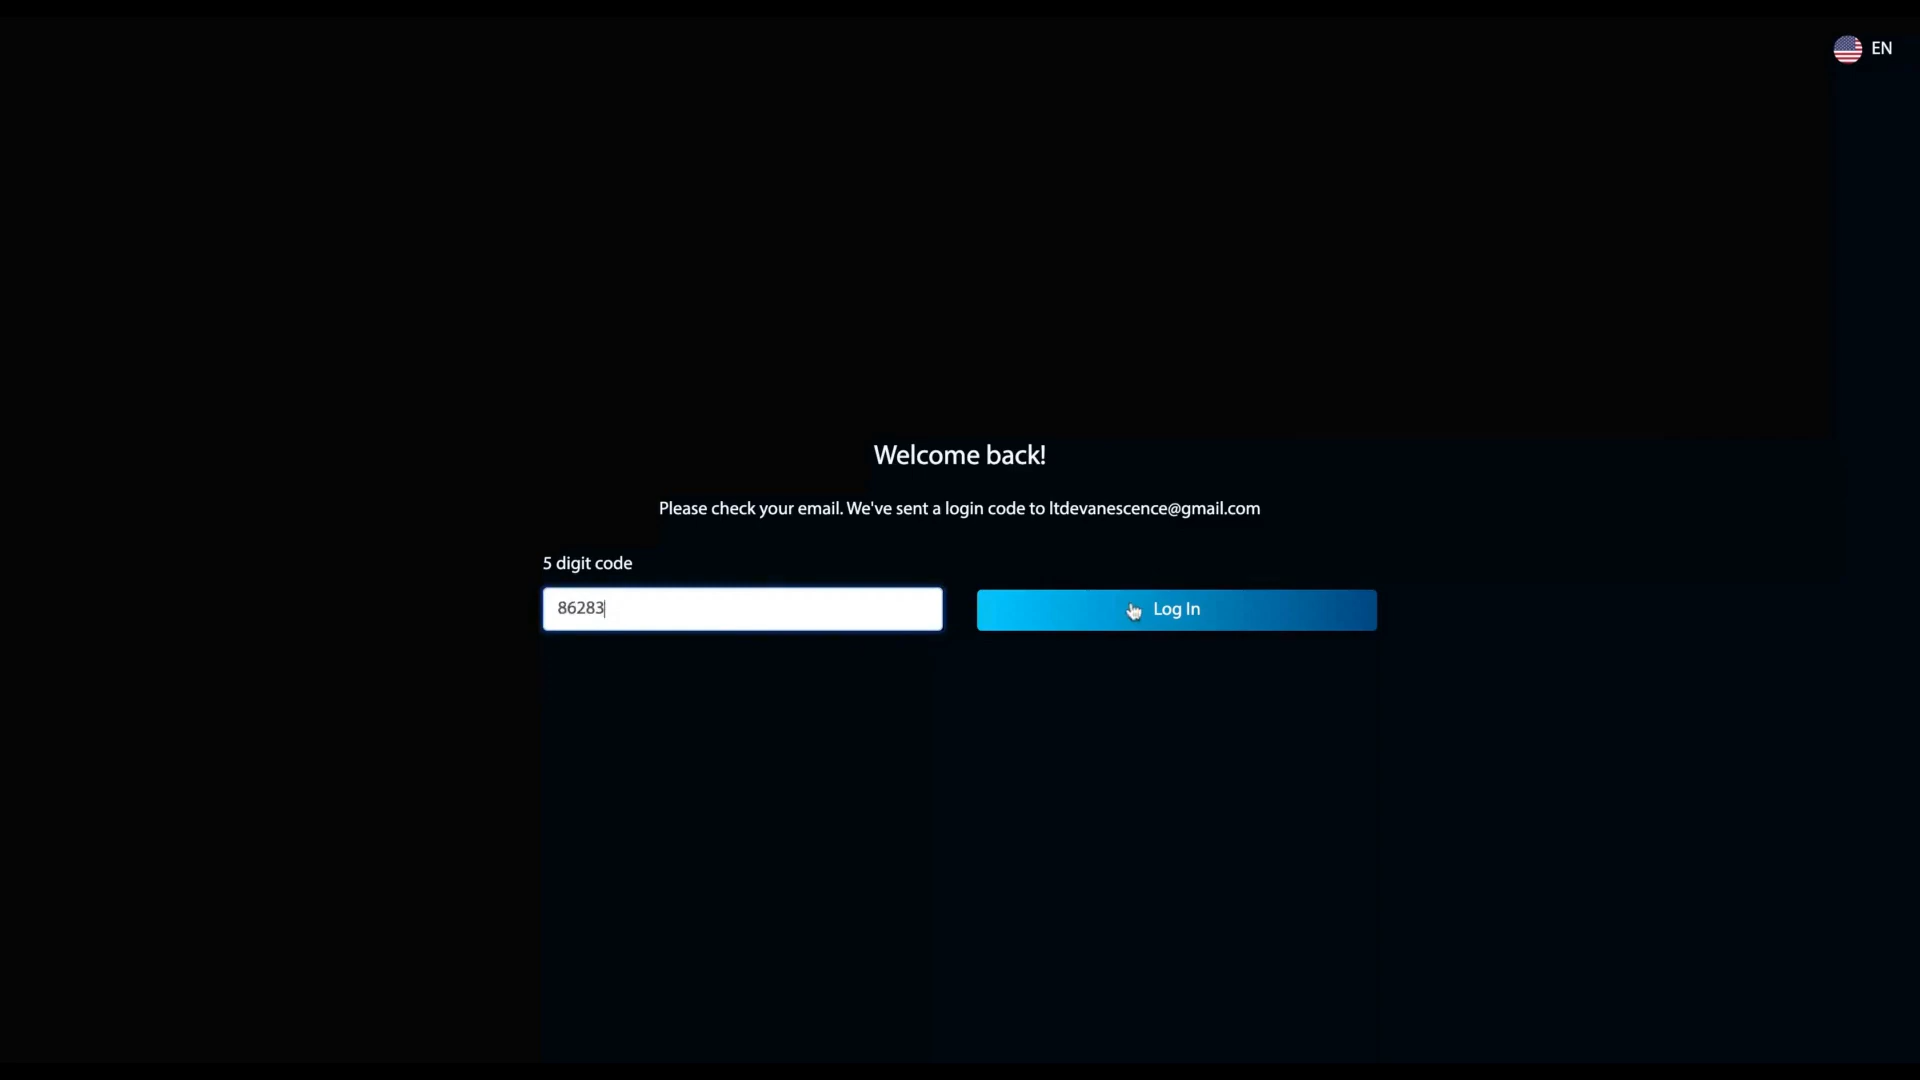 EN
Welcome back!
Please check your email. We've sent a login code to ltdevanescence@gmail.com
5 digit code
86283
Log In